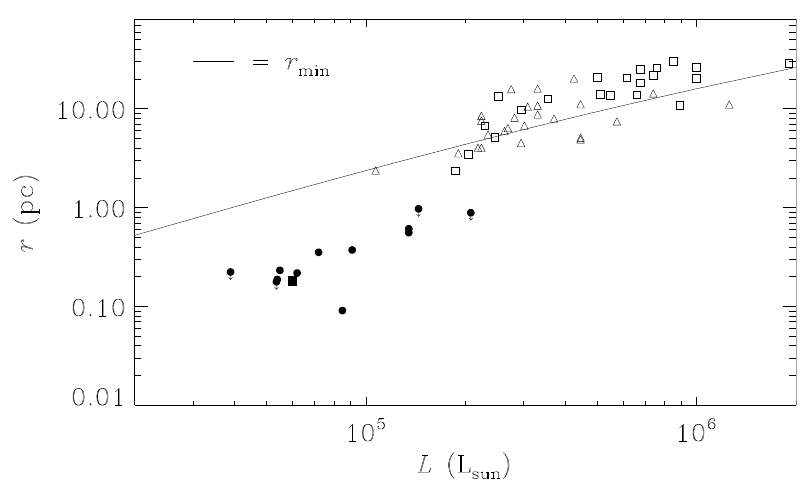 — = r_min
10.00
1.00
0.10
0.01
r (pc)
10^5
10^6
L (L_sun)